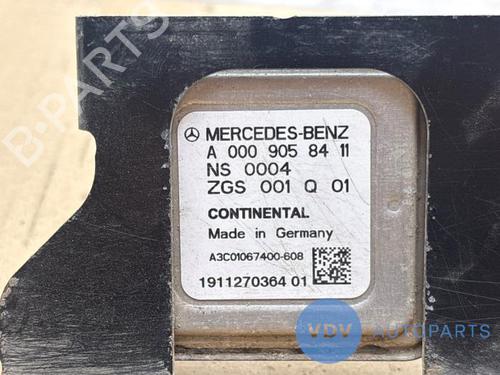 B-PARTS
MERCEDES-BENZ
A 000 905 84 11
NS 0004
ZGS 001 Q 01
CONTINENTAL
Made in Germany
A3C01067400-608
1911270364 01
VDV AUTOPARTS